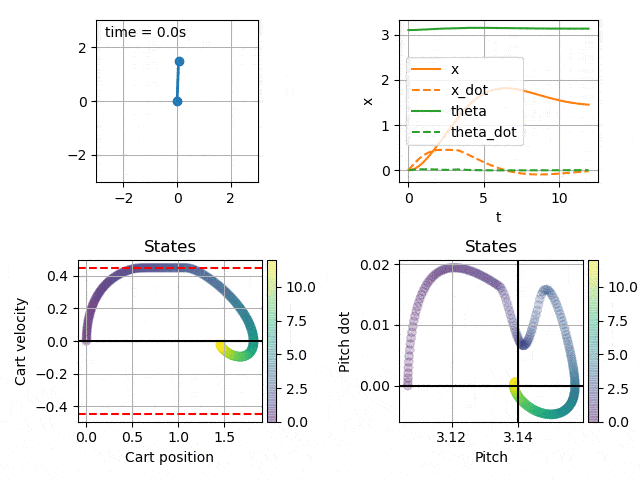 time = 0.0s
2
0
−2
−2
0
2
3
2
1
0
x
x
x_dot
theta
theta_dot
0
5
10
t
States
0.4
0.2
0.0
−0.2
−0.4
Cart velocity
0.0
0.5
1.0
1.5
Cart position
10.0
7.5
5.0
2.5
0.0
States
0.02
0.01
0.00
Pitch dot
3.12
3.14
Pitch
10.0
7.5
5.0
2.5
0.0